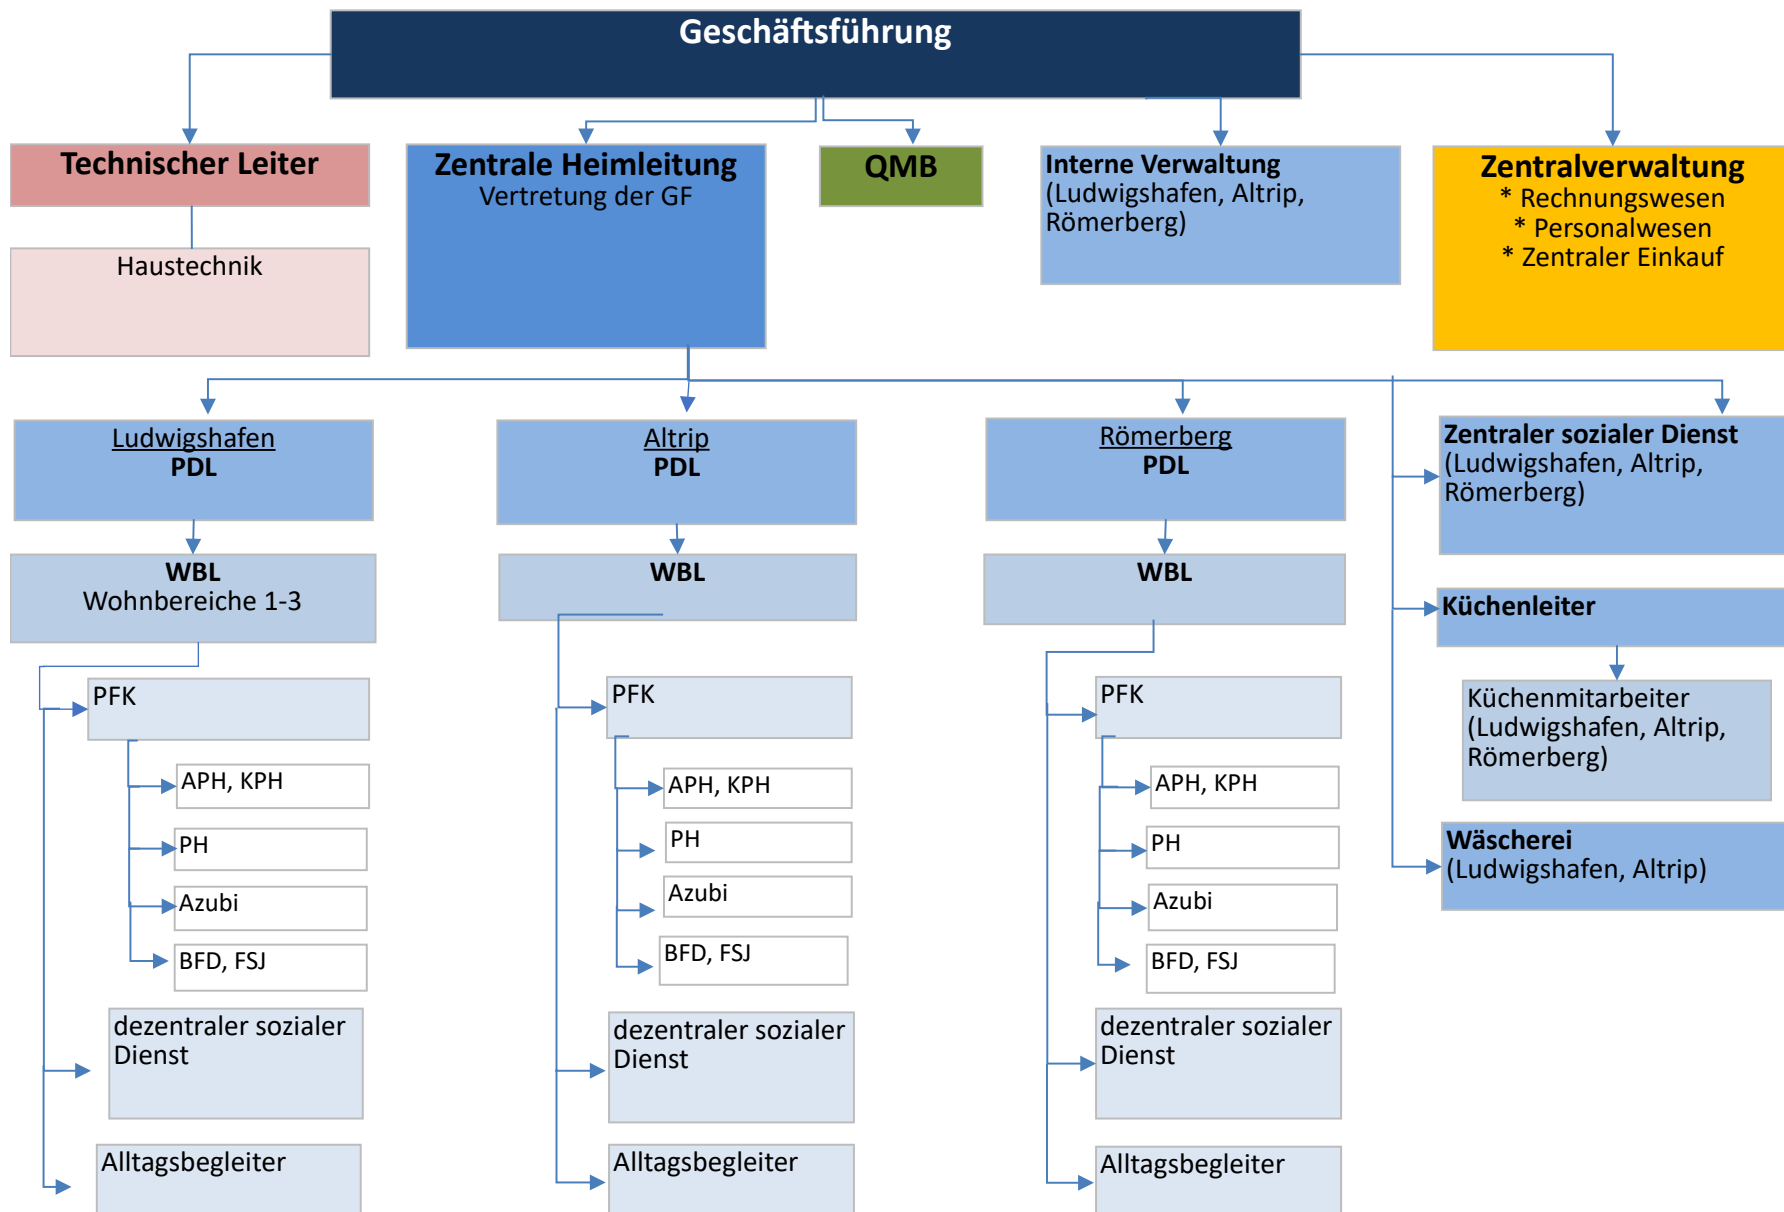 Geschäftsführung
Technischer Leiter
Haustechnik
Zentrale Heimleitung
Vertretung der GF
QMB
Interne Verwaltung
(Ludwigshafen, Altrip,
Römerberg)
Zentralverwaltung
* Rechnungswesen
* Personalwesen
* Zentraler Einkauf
Ludwigshafen
PDL
WBL
Wohnbereiche 1-3
PFK
APH, KPH
PH
Azubi
BFD, FSJ
dezentraler sozialer
Dienst
Alltagsbegleiter
Altrip
PDL
WBL
PFK
APH, KPH
PH
Azubi
BFD, FSJ
dezentraler sozialer
Dienst
Alltagsbegleiter
Römerberg
PDL
WBL
PFK
APH, KPH
PH
Azubi
BFD, FSJ
dezentraler sozialer
Dienst
Alltagsbegleiter
Zentraler sozialer Dienst
(Ludwigshafen, Altrip,
Römerberg)
Küchenleiter
Küchenmitarbeiter
(Ludwigshafen, Altrip,
Römerberg)
Wäscherei
(Ludwigshafen, Altrip)